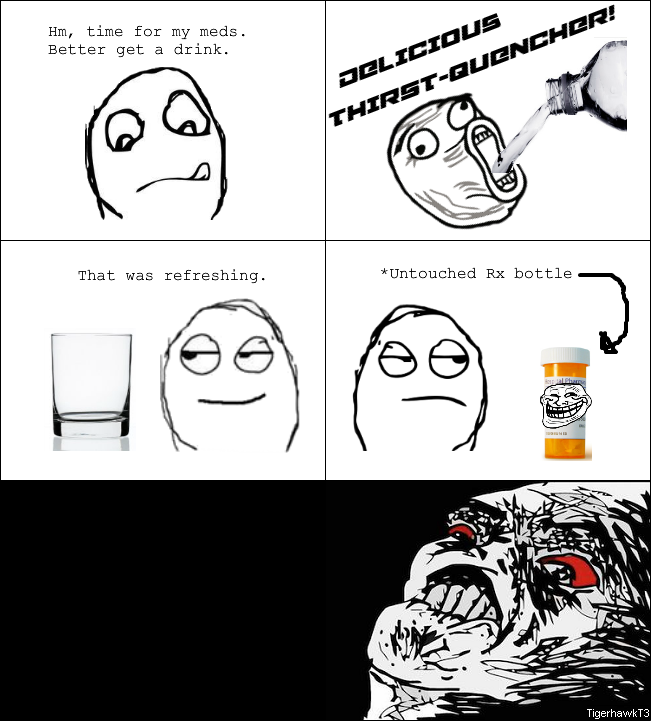 Hm, time for my meds.
Better get a drink.
DELICIOUS
THIRST-QUENCHER!
That was refreshing.
*Untouched Rx bottle
TigerhawkT3